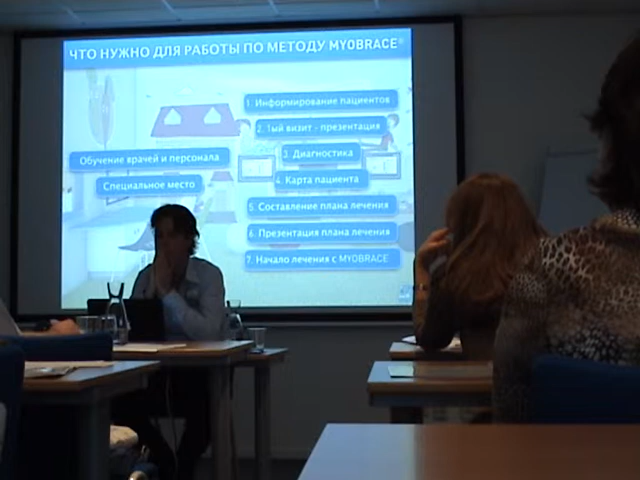 ЧТО НУЖНО ДЛЯ РАБОТЫ ПО МЕТОДУ MYOBRACE®
Обучение врачей и персонала
Специальное место
1. Информирование пациентов
2. 1ый визит - презентация
3. Диагностика
4. Карта пациента
5. Составление плана лечения
6. Презентация плана лечения
7. Начало лечения с MYOBRACE